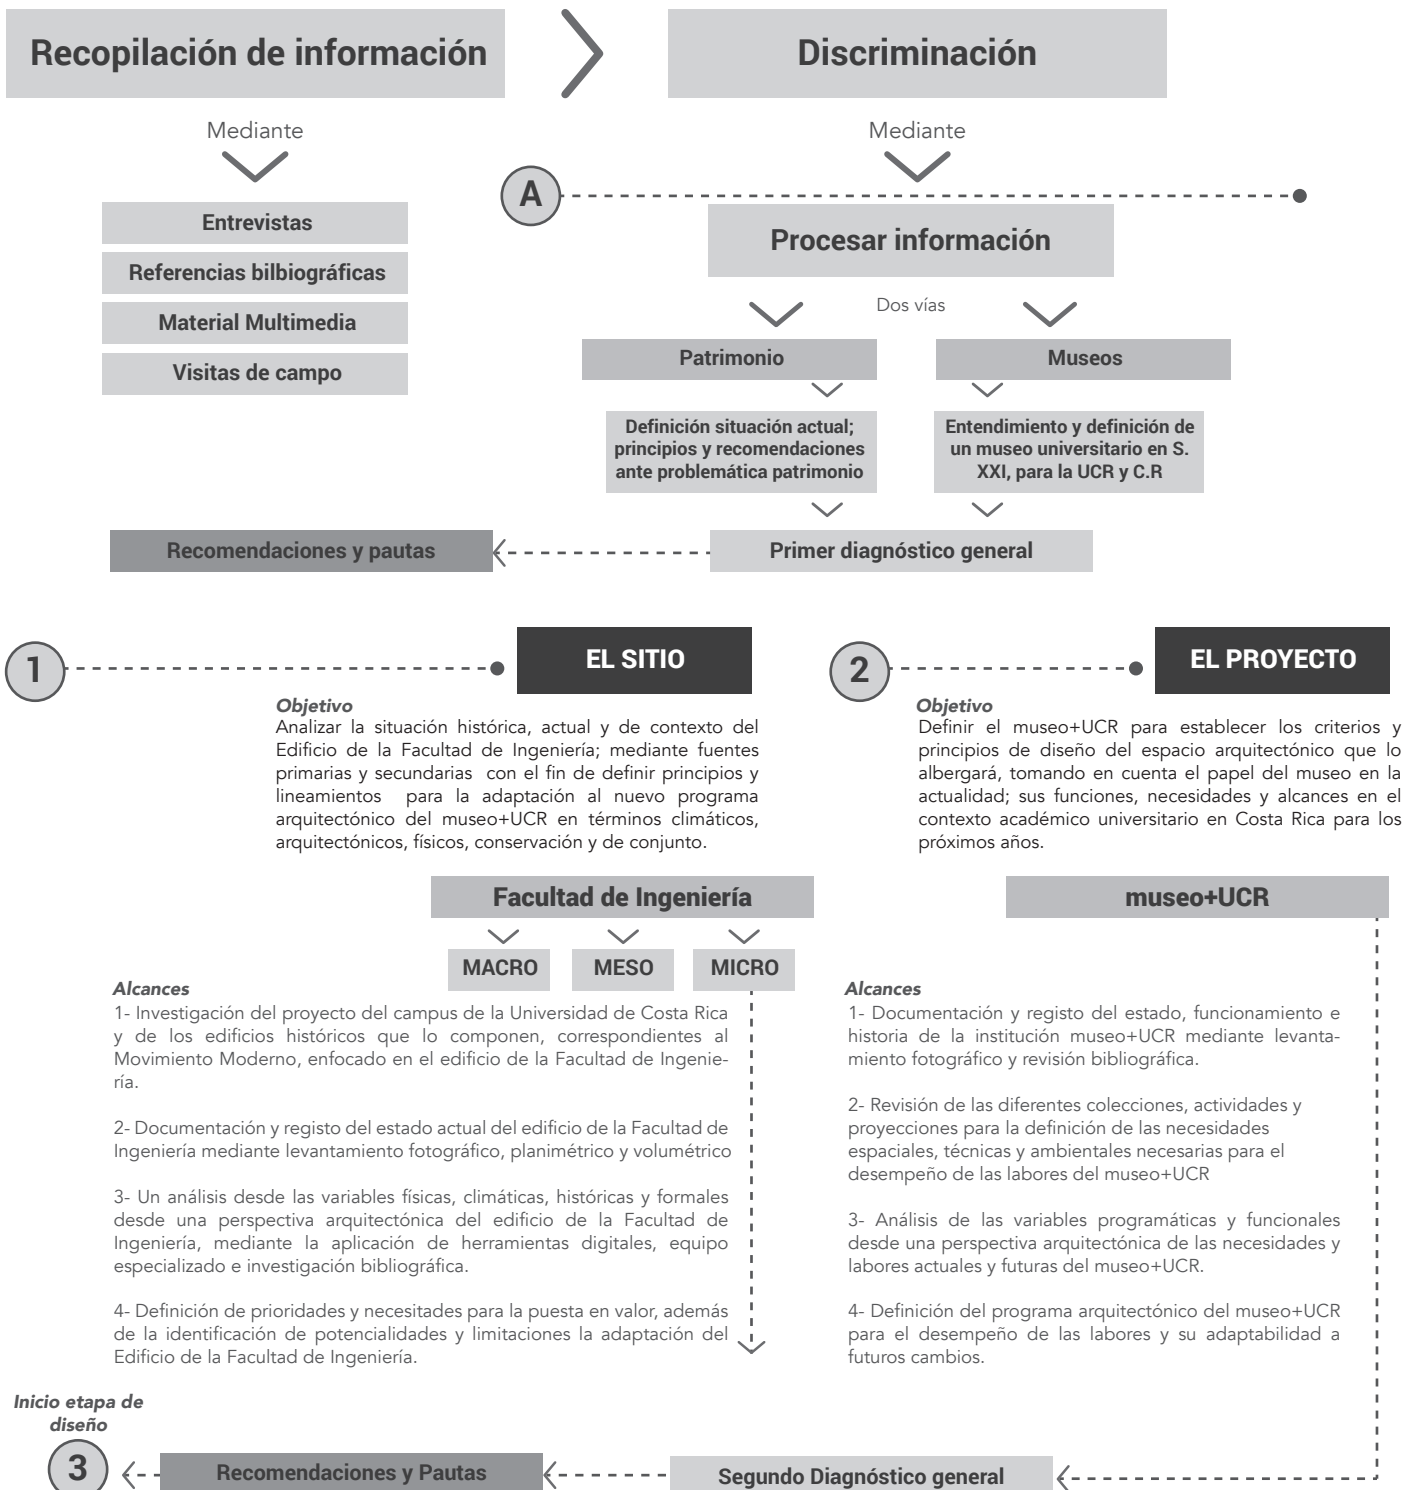 Recopilación de información
Discriminación
Mediante
Mediante
A
Entrevistas
Referencias bilbiográficas
Material Multimedia
Visitas de campo
Procesar información
Dos vías
Patrimonio
Museos
Definición situación actual;
principios y recomendaciones
ante problemática patrimonio
Entendimiento y definición de
un museo universitario en S.
XXI, para la UCR y C.R
Recomendaciones y pautas
Primer diagnóstico general
1
EL SITIO
Objetivo
Analizar la situación histórica, actual y de contexto del
Edificio de la Facultad de Ingeniería; mediante fuentes
primarias y secundarias con el fin de definir principios y
lineamientos para la adaptación al nuevo programa
arquitectónico del museo+UCR en términos climáticos,
arquitectónicos, físicos, conservación y de conjunto.
Facultad de Ingeniería
MACRO
MESO
MICRO
Alcances
1- Investigación del proyecto del campus de la Universidad de Costa Rica
y de los edificios históricos que lo componen, correspondientes al
Movimiento Moderno, enfocado en el edificio de la Facultad de Ingenie-
ría.
2- Documentación y registro del estado actual del edificio de la Facultad de
Ingeniería mediante levantamiento fotográfico, planimétrico y volumétrico
3- Un análisis desde las variables físicas, climáticas, históricas y formales
desde una perspectiva arquitectónica del edificio de la Facultad de
Ingeniería, mediante la aplicación de herramientas digitales, equipo
especializado e investigación bibliográfica.
4- Definición de prioridades y necesitades para la puesta en valor, además
de la identificación de potencialidades y limitaciones la adaptación del
Edificio de la Facultad de Ingeniería.
2
EL PROYECTO
Objetivo
Definir el museo+UCR para establecer los criterios y
principios de diseño del espacio arquitectónico que lo
albergará, tomando en cuenta el papel del museo en la
actualidad; sus funciones, necesidades y alcances en el
contexto académico universitario en Costa Rica para los
próximos años.
museo+UCR
Alcances
1- Documentación y registro del estado, funcionamiento e
historia de la institución museo+UCR mediante levanta-
miento fotográfico y revisión bibliográfica.
2- Revisión de las diferentes colecciones, actividades y
proyecciones para la definición de las necesidades
espaciales, técnicas y ambientales necesarias para el
desempeño de las labores del museo+UCR
3- Análisis de las variables programáticas y funcionales
desde una perspectiva arquitectónica de las necesidades y
labores actuales y futuras del museo+UCR.
4- Definición del programa arquitectónico del museo+UCR
para el desempeño de las labores y su adaptabilidad a
futuros cambios.
Inicio etapa de
diseño
3
Recomendaciones y Pautas
Segundo Diagnóstico general